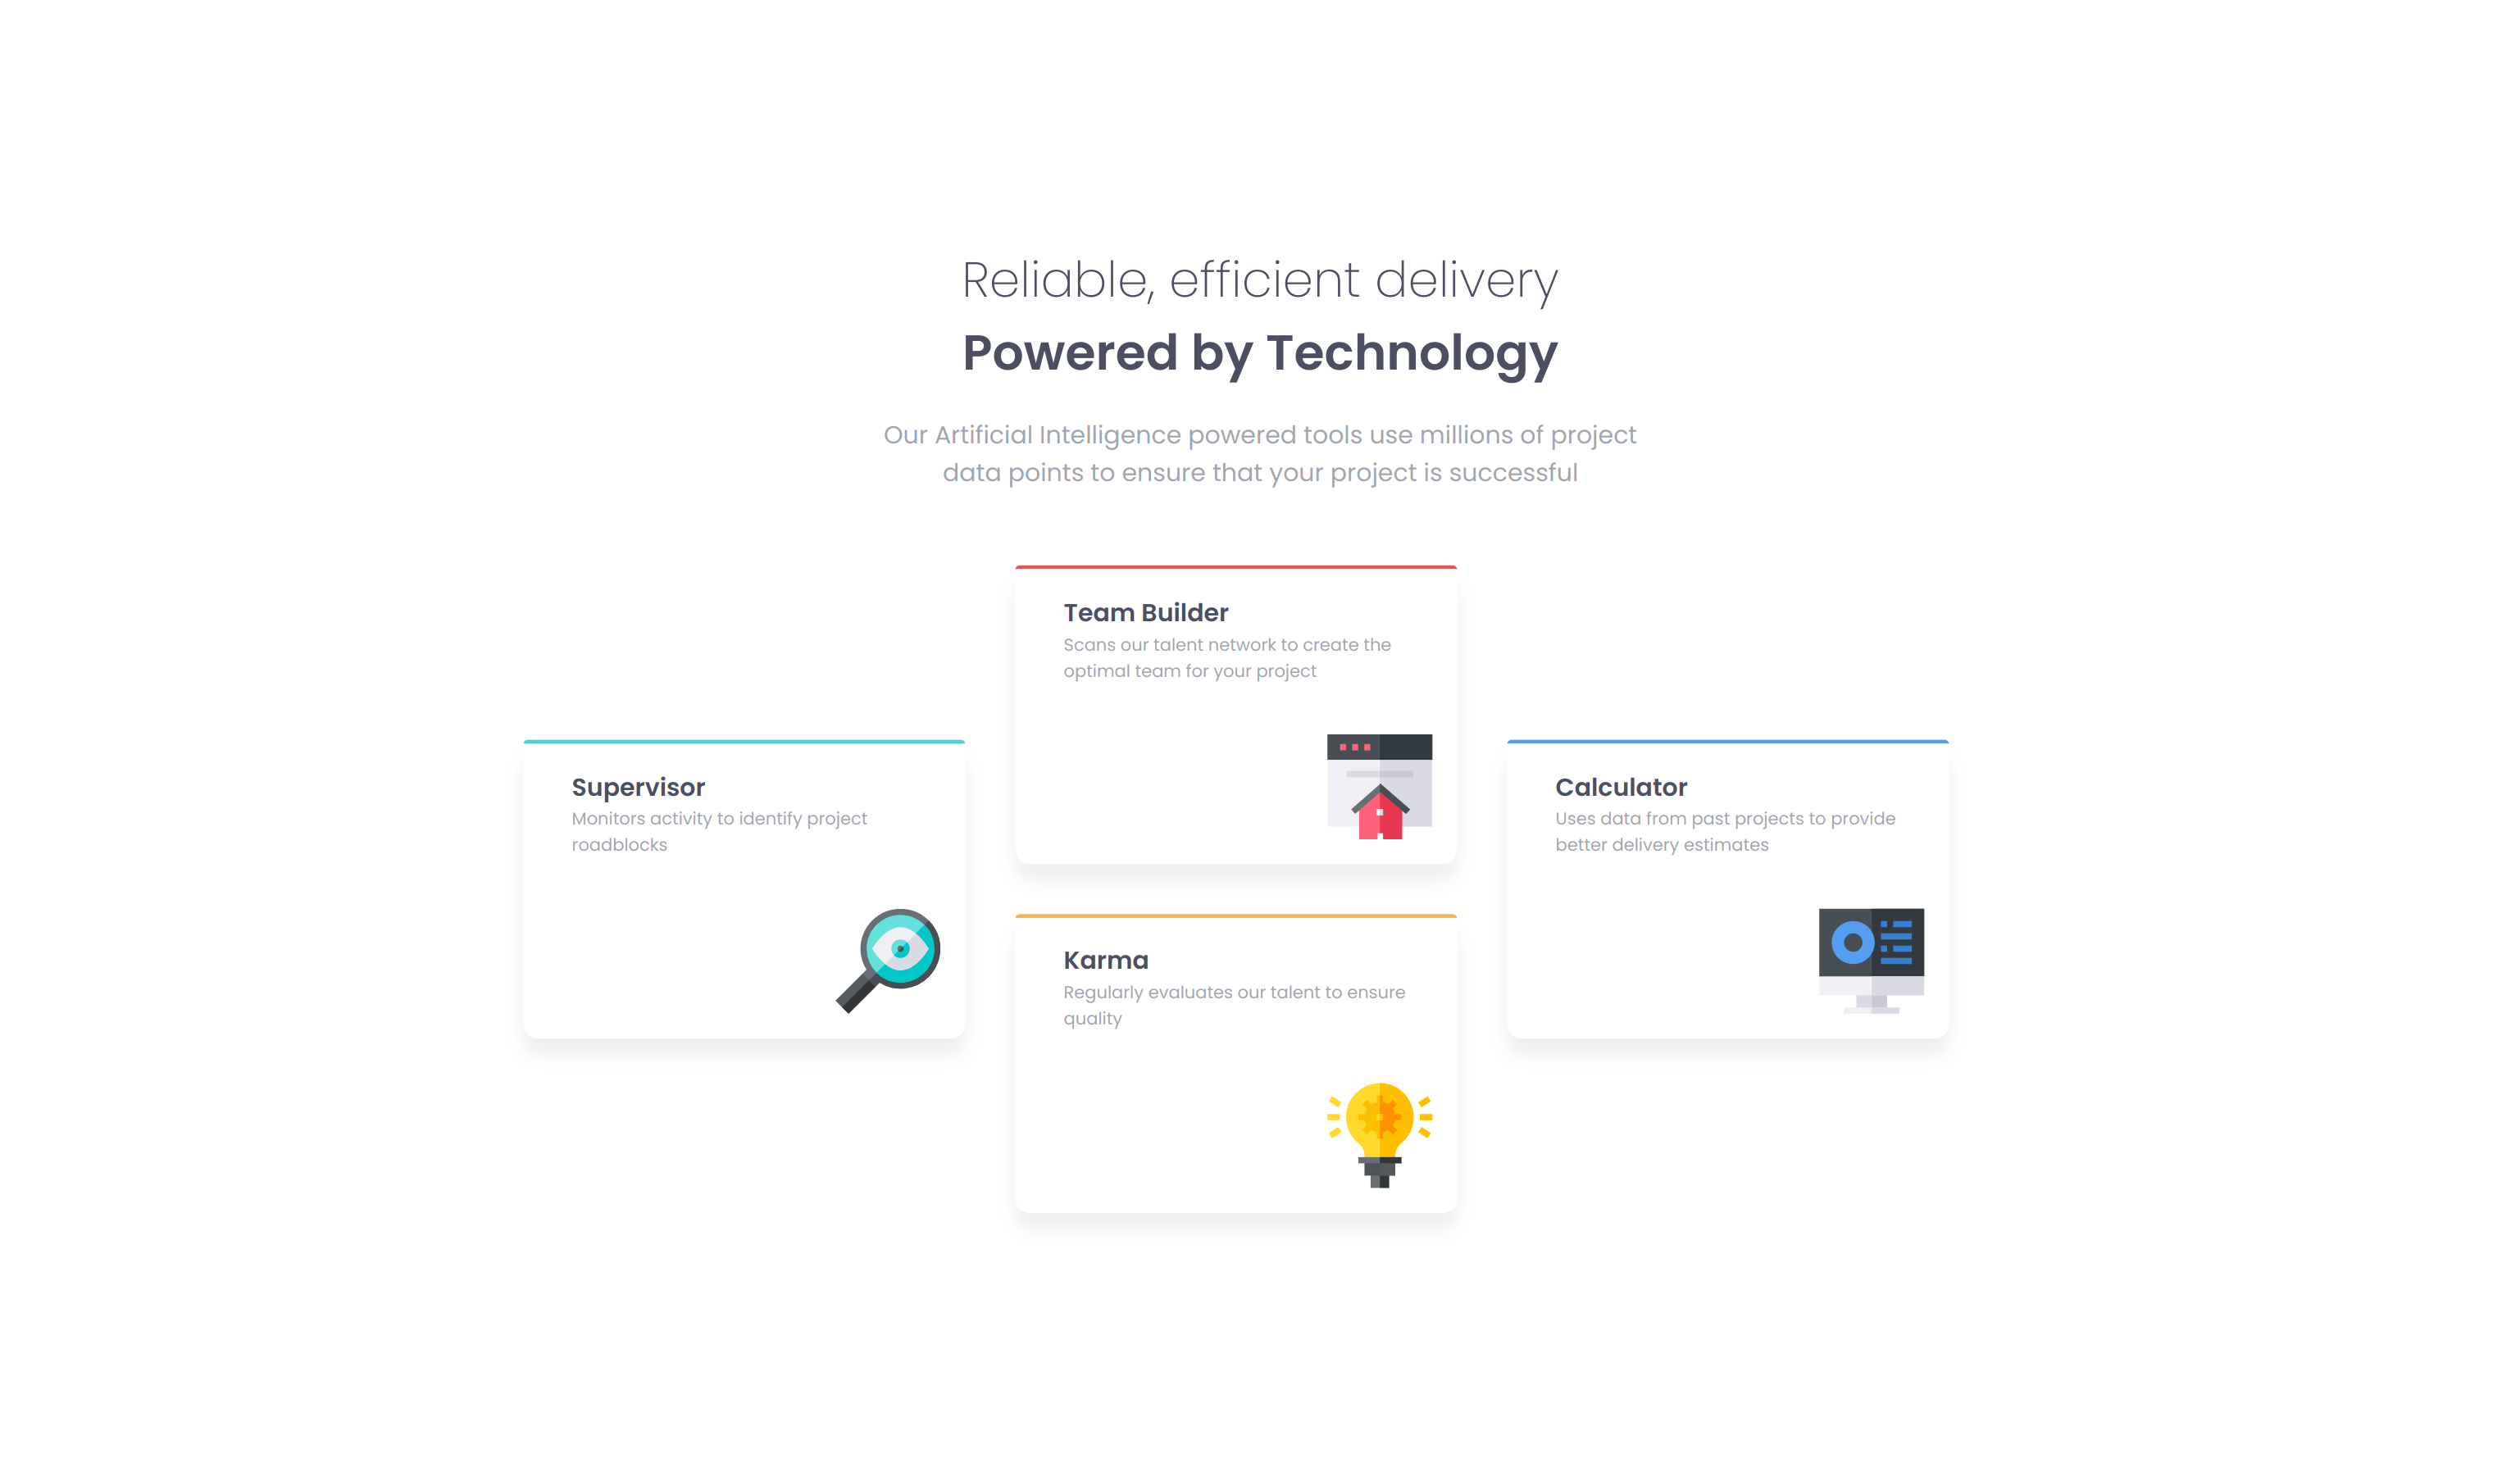 Reliable, efficient delivery
Powered by Technology
Our Artificial Intelligence powered tools use millions of project
data points to ensure that your project is successful
Supervisor
Monitors activity to identify project
roadblocks
Team Builder
Scans our talent network to create the
optimal team for your project
Karma
Regularly evaluates our talent to ensure
quality
Calculator
Uses data from past projects to provide
better delivery estimates